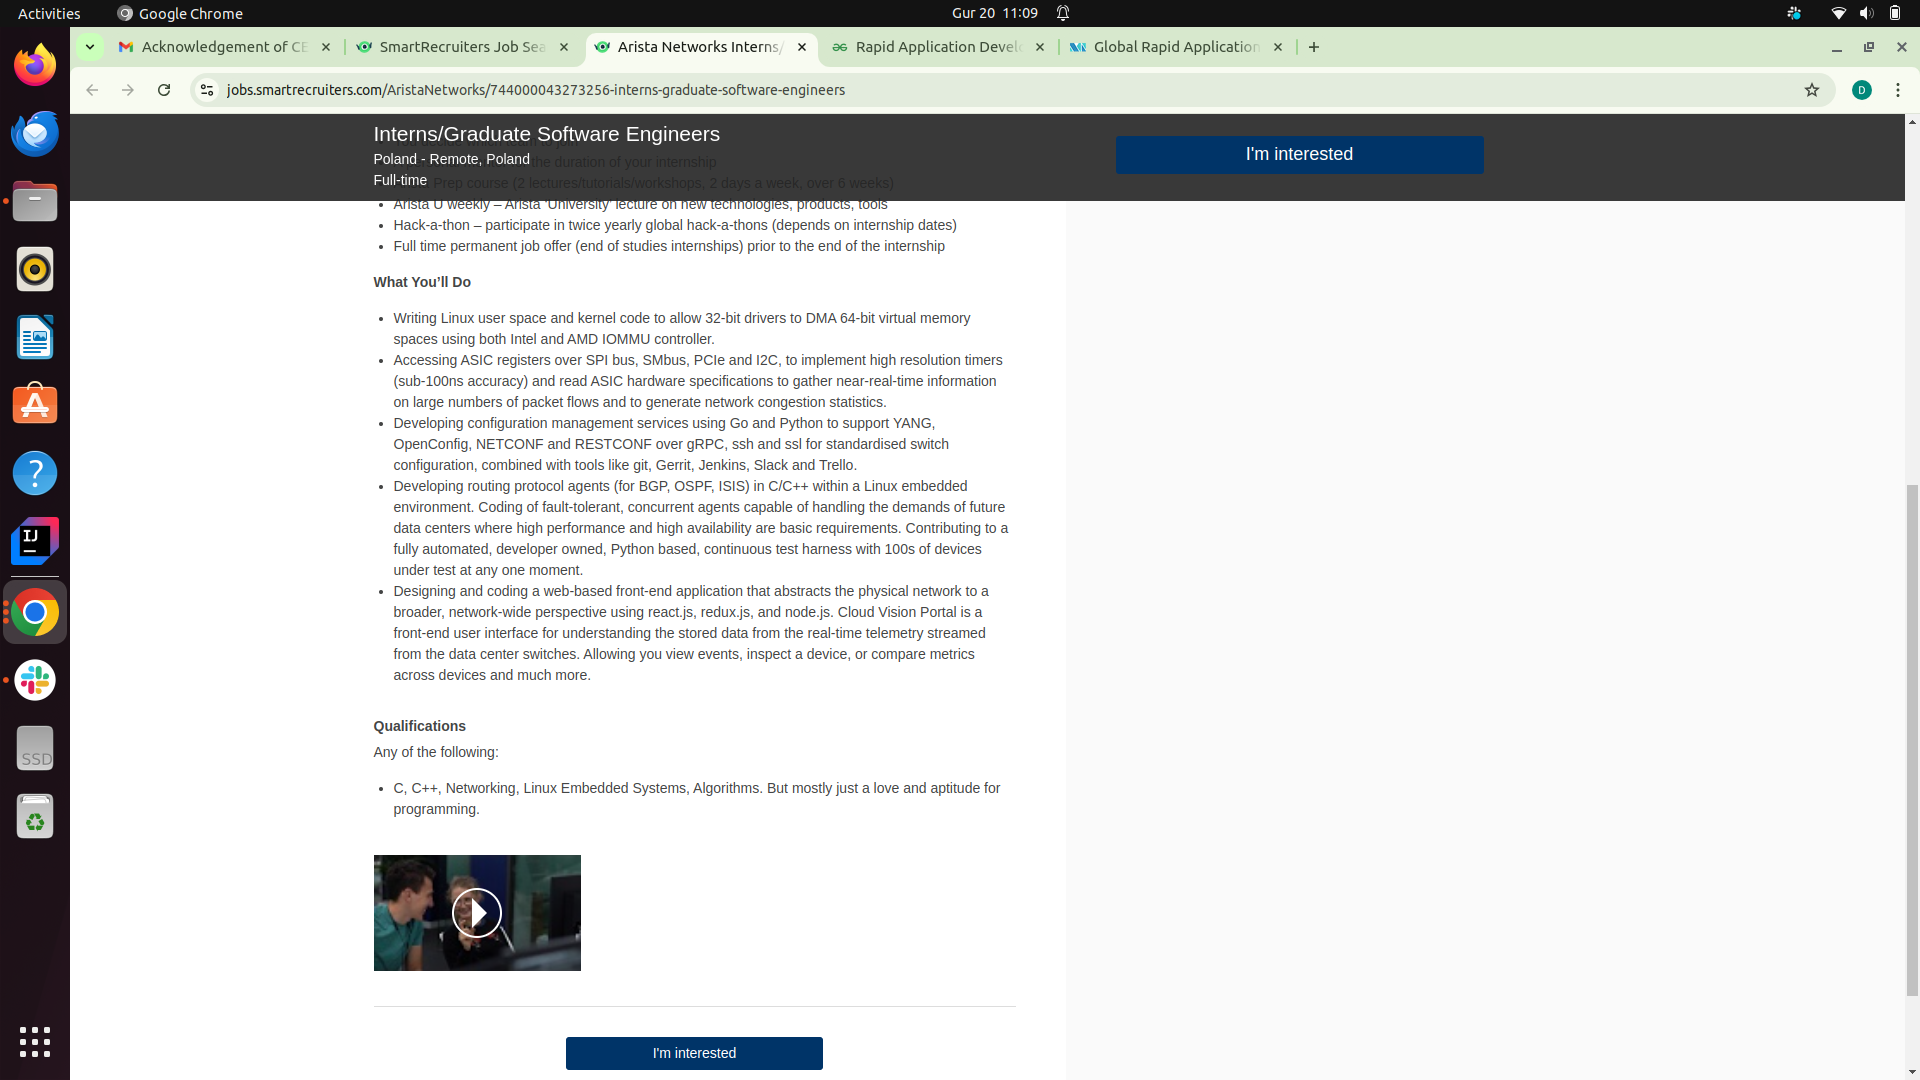 Activities
Google Chrome
Gur 20 11:09
Acknowledgement of CE
SmartRecruiters Job Sea
Arista Networks Interns/
Rapid Application Develo
Global Rapid Application
jobs.smartrecruiters.com/AristaNetworks/744000043273256-interns-graduate-software-engineers
D
Interns/Graduate Software Engineers
I'm interested
Poland - Remote, Poland
the duration of your internship
Full-time
Prep course (2 lectures/tutorials/workshops, 2 days a week, over 6 weeks)
• Arista U weekly – Arista 'University' lecture on new technologies, products, tools
• Hack-a-thon – participate in twice yearly global hack-a-thons (depends on internship dates)
• Full time permanent job offer (end of studies internships) prior to the end of the internship
What You’ll Do
• Writing Linux user space and kernel code to allow 32-bit drivers to DMA 64-bit virtual memory
spaces using both Intel and AMD IOMMU controller.
• Accessing ASIC registers over SPI bus, SMbus, PCIe and I2C, to implement high resolution timers
(sub-100ns accuracy) and read ASIC hardware specifications to gather near-real-time information
on large numbers of packet flows and to generate network congestion statistics.
• Developing configuration management services using Go and Python to support YANG,
OpenConfig, NETCONF and RESTCONF over gRPC, ssh and ssl for standardised switch
configuration, combined with tools like git, Gerrit, Jenkins, Slack and Trello.
• Developing routing protocol agents (for BGP, OSPF, ISIS) in C/C++ within a Linux embedded
environment. Coding of fault-tolerant, concurrent agents capable of handling the demands of future
data centers where high performance and high availability are basic requirements. Contributing to a
fully automated, developer owned, Python based, continuous test harness with 100s of devices
under test at any one moment.
• Designing and coding a web-based front-end application that abstracts the physical network to a
broader, network-wide perspective using react.js, redux.js, and node.js. Cloud Vision Portal is a
front-end user interface for understanding the stored data from the real-time telemetry streamed
from the data center switches. Allowing you view events, inspect a device, or compare metrics
across devices and much more.
Qualifications
Any of the following:
• C, C++, Networking, Linux Embedded Systems, Algorithms. But mostly just a love and aptitude for
programming.
I'm interested
IJ
SSD